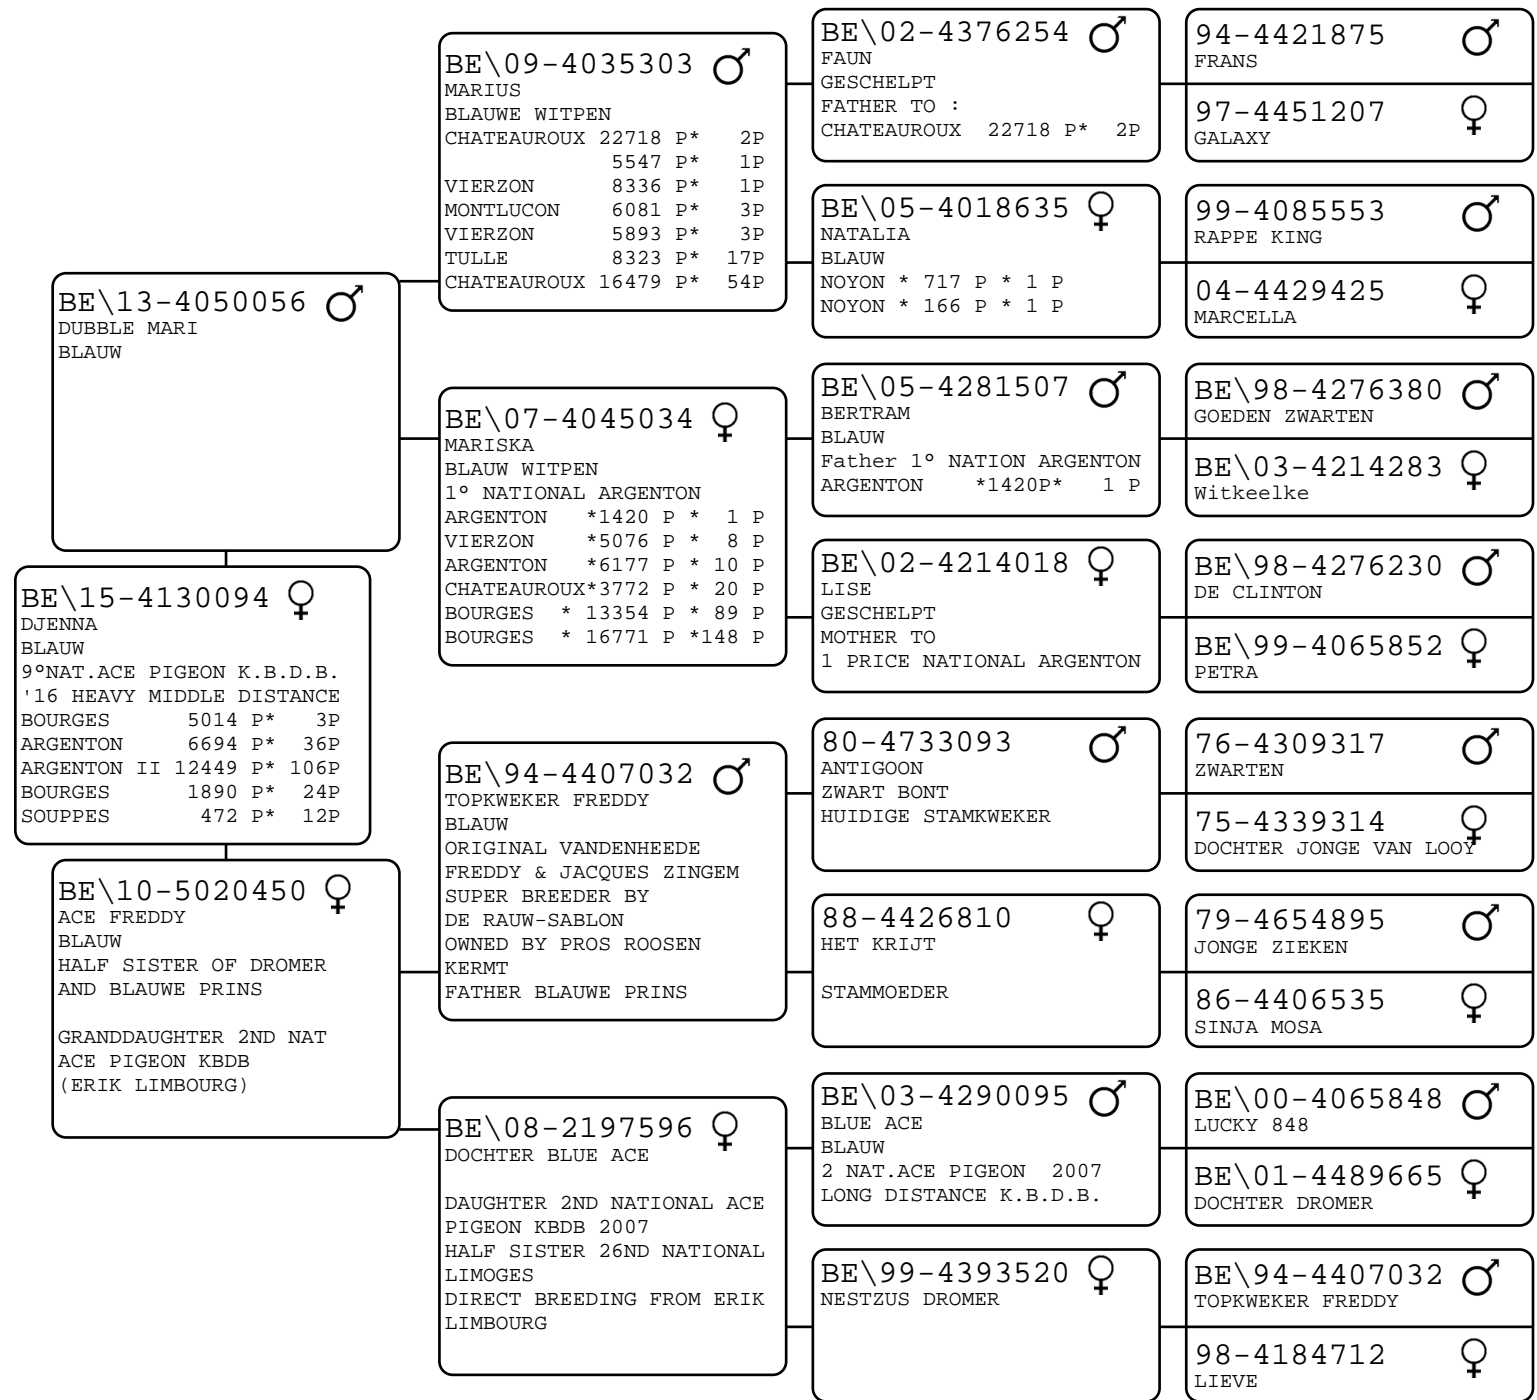 BE\15-4130094 ♀
DJENNA
BLAUW
9°NAT.ACE PIGEON K.B.D.B.
'16 HEAVY MIDDLE DISTANCE
BOURGES 5014 P* 3P
ARGENTON 6694 P* 36P
ARGENTON II 12449 P* 106P
BOURGES 1890 P* 24P
SOUPPES 472 P* 12P
BE\13-4050056 ♂
DUBBLE MARI
BLAUW
BE\10-5020450 ♀
ACE FREDDY
BLAUW
HALF SISTER OF DROMER
AND BLAUWE PRINS
GRANDDAUGHTER 2ND NAT
ACE PIGEON KBDB
(ERIK LIMBOURG)
BE\09-4035303 ♂
MARIUS
BLAUWE WITPEN
CHATEAUROUX 22718 P* 2P
5547 P* 1P
VIERZON 8336 P* 1P
MONTLUCON 6081 P* 3P
VIERZON 5893 P* 3P
TULLE 8323 P* 17P
CHATEAUROUX 16479 P* 54P
BE\07-4045034 ♀
MARISKA
BLAUW WITPEN
1° NATIONAL ARGENTON
ARGENTON *1420 P * 1 P
VIERZON *5076 P * 8 P
ARGENTON *6177 P * 10 P
CHATEAUROUX*3772 P * 20 P
BOURGES * 13354 P * 89 P
BOURGES * 16771 P *148 P
BE\94-4407032 ♂
TOPKWEKER FREDDY
BLAUW
ORIGINAL VANDENHEEDE
FREDDY & JACQUES ZINGEM
SUPER BREEDER BY
DE RAUW-SABLON
OWNED BY PROS ROOSEN
KERMT
FATHER BLAUWE PRINS
BE\08-2197596 ♀
DOCHTER BLUE ACE
DAUGHTER 2ND NATIONAL ACE
PIGEON KBDB 2007
HALF SISTER 26ND NATIONAL
LIMOGES
DIRECT BREEDING FROM ERIK
LIMBOURG
BE\02-4376254 ♂
FAUN
GESCHELPT
FATHER TO :
CHATEAUROUX 22718 P* 2P
BE\05-4018635 ♀
NATALIA
BLAUW
NOYON * 717 P * 1 P
NOYON * 166 P * 1 P
BE\05-4281507 ♂
BERTRAM
BLAUW
Father 1° NATION ARGENTON
ARGENTON *1420P* 1 P
BE\02-4214018 ♀
LISE
GESCHELPT
MOTHER TO
1 PRICE NATIONAL ARGENTON
80-4733093 ♂
ANTIGOON
ZWART BONT
HUIDIGE STAMKWEKER
88-4426810 ♀
HET KRIJT
STAMMOEDER
BE\03-4290095 ♂
BLUE ACE
BLAUW
2 NAT.ACE PIGEON 2007
LONG DISTANCE K.B.D.B.
BE\99-4393520 ♀
NESTZUS DROMER
94-4421875 ♂
FRANS
97-4451207 ♀
GALAXY
99-4085553 ♂
RAPPE KING
04-4429425 ♀
MARCELLA
BE\98-4276380 ♂
GOEDEN ZWARTEN
BE\03-4214283 ♀
Witkeelke
BE\98-4276230 ♂
DE CLINTON
BE\99-4065852 ♀
PETRA
76-4309317 ♂
ZWARTEN
75-4339314 ♀
DOCHTER JONGE VAN LOOY
79-4654895 ♂
JONGE ZIEKEN
86-4406535 ♀
SINJA MOSA
BE\00-4065848 ♂
LUCKY 848
BE\01-4489665 ♀
DOCHTER DROMER
BE\94-4407032 ♂
TOPKWEKER FREDDY
98-4184712 ♀
LIEVE